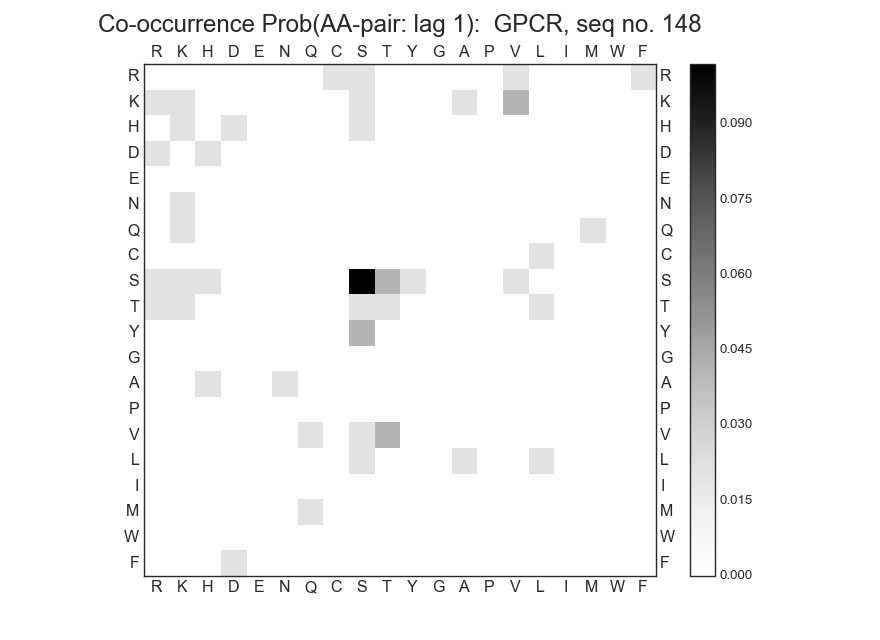 Co-occurrence Prob(AA-pair: lag 1):  GPCR, seq no. 148
R K H D E N Q C S T Y G A P V L I M W F
R R
K K
0.090
H H
D D
E E
0.075
N N
Q Q
C C
0.060
S S
T T
Y Y
0.045
G G
A A
P P
0.030
V V
L L
I I
0.015
M M
W W
F F
0.000
R K H D E N Q C S T Y G A P V L I M W F